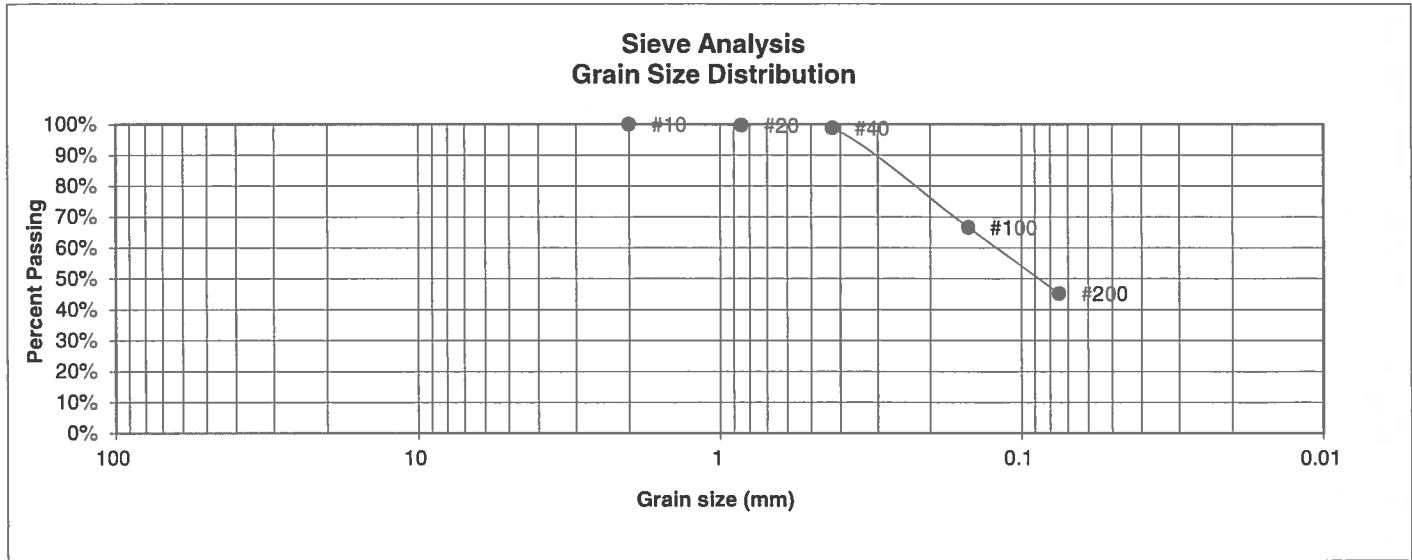 Sieve Analysis
Grain Size Distribution
Percent Passing
100%
90%
80%
70%
60%
50%
40%
30%
20%
10%
0%
#10 #20 #40
#100
#200
100 10 1 0.1 0.01
Grain size (mm)